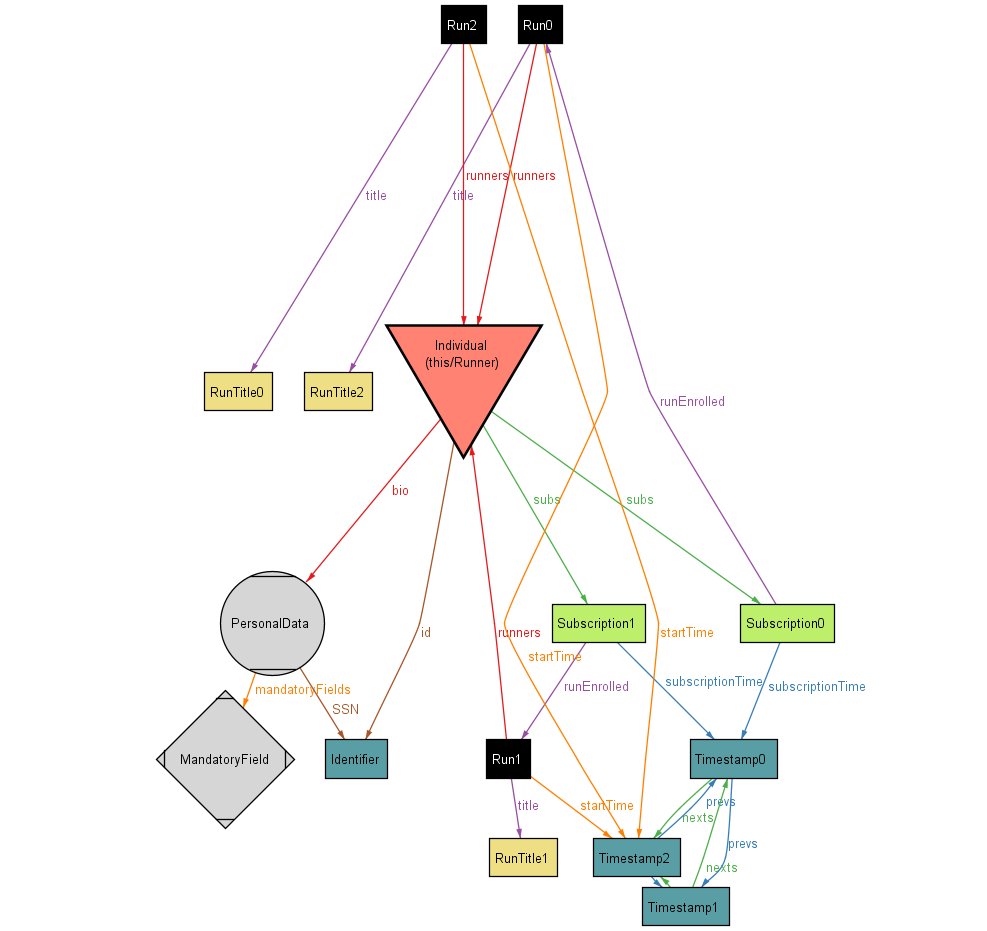 Run2
Run0
runners
runners
title
title
Individual
(this/Runner)
RunTitle0
RunTitle2
runEnrolled
bio
subs
subs
PersonalData
Subscription1
Subscription0
id
runners
startTime
startTime
mandatoryFields
runEnrolled
subscriptionTime
subscriptionTime
SSN
MandatoryField
Identifier
Run1
Timestamp0
title
startTime
prevs
nexts
prevs
RunTitle1
Timestamp2
nexts
Timestamp1